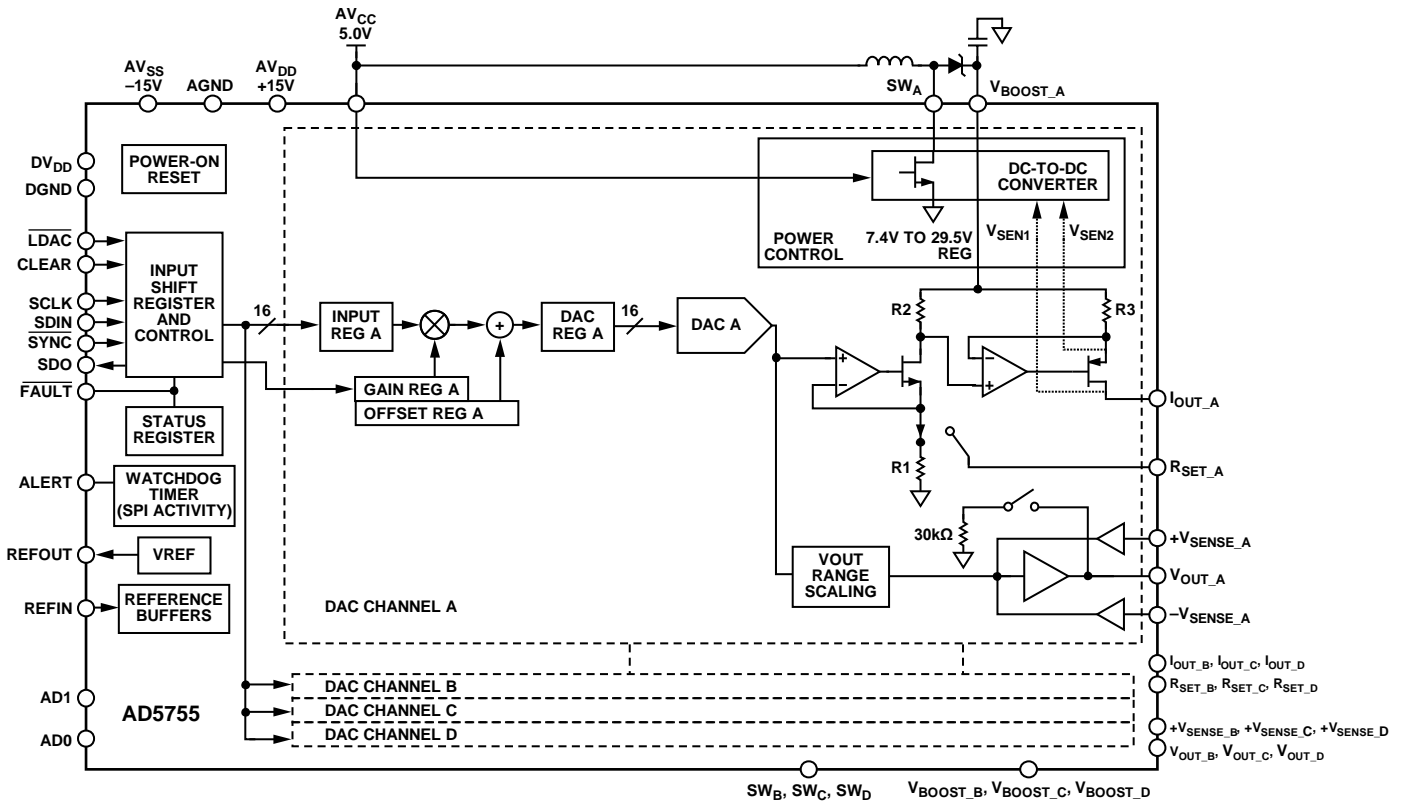 AVCC
5.0V
AVSS
–15V
AGND
AVDD
+15V
SWA
VBOOST_A
DVDD
DGND
POWER-ON
RESET
DC-TO-DC
CONVERTER
POWER
CONTROL
7.4V TO 29.5V
REG
VSEN1
VSEN2
LDAC
CLEAR
SCLK
SDIN
SYNC
SDO
FAULT
INPUT
SHIFT
REGISTER
AND
CONTROL
16
INPUT
REG A
+
DAC
REG A
16
DAC A
GAIN REG A
OFFSET REG A
R2
R3
+
–
–
+
R1
IOUT_A
RSET_A
STATUS
REGISTER
ALERT
WATCHDOG
TIMER
(SPI ACTIVITY)
REFOUT
VREF
REFIN
REFERENCE
BUFFERS
30kΩ
VOUT
RANGE
SCALING
+VSENSE_A
VOUT_A
–VSENSE_A
DAC CHANNEL A
IOUT_B, IOUT_C, IOUT_D
RSET_B, RSET_C, RSET_D
+VSENSE_B, +VSENSE_C, +VSENSE_D
VOUT_B, VOUT_C, VOUT_D
DAC CHANNEL B
DAC CHANNEL C
DAC CHANNEL D
AD1
AD0
AD5755
SWB, SWC, SWD
VBOOST_B, VBOOST_C, VBOOST_D